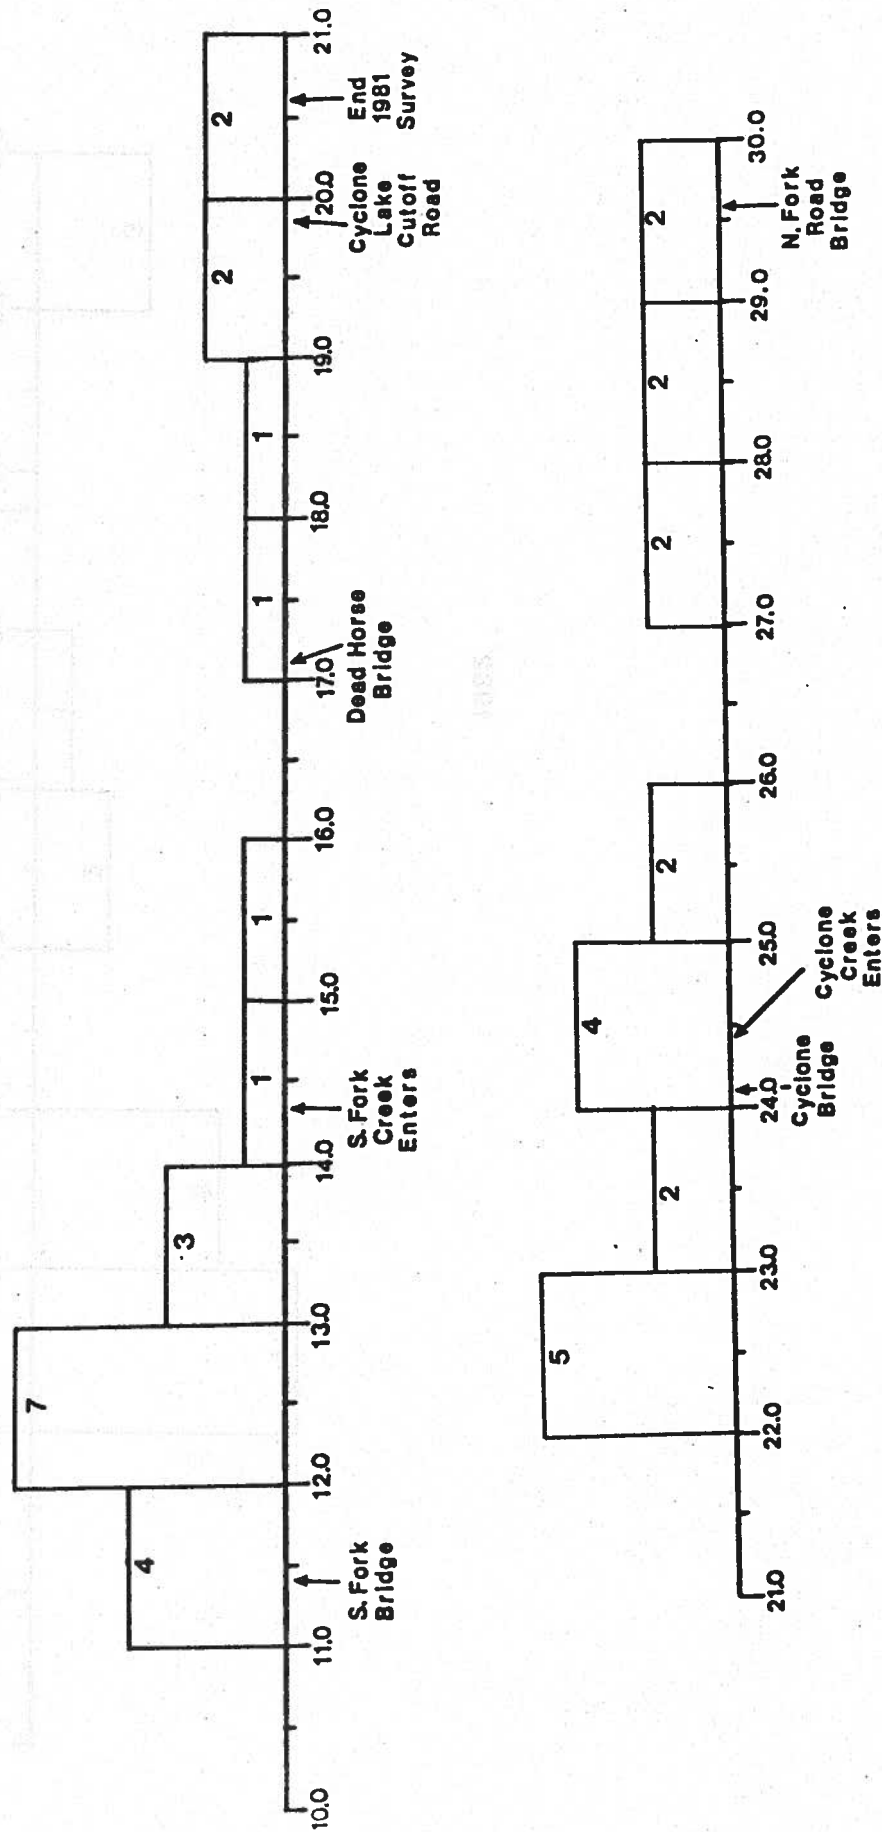 4
7
3
1
1
1
1
2
2
10.0
11.0
12.0
13.0
14.0
15.0
16.0
17.0
18.0
19.0
20.0
21.0
S. Fork
Bridge
S. Fork
Creek
Enters
Dead Horse
Bridge
Cyclone
Lake
Cutoff
Road
End
1981
Survey
5
2
4
2
2
2
2
21.0
22.0
23.0
24.0
25.0
26.0
27.0
28.0
29.0
30.0
Cyclone
Bridge
Cyclone
Creek
Enters
N. Fork
Road
Bridge